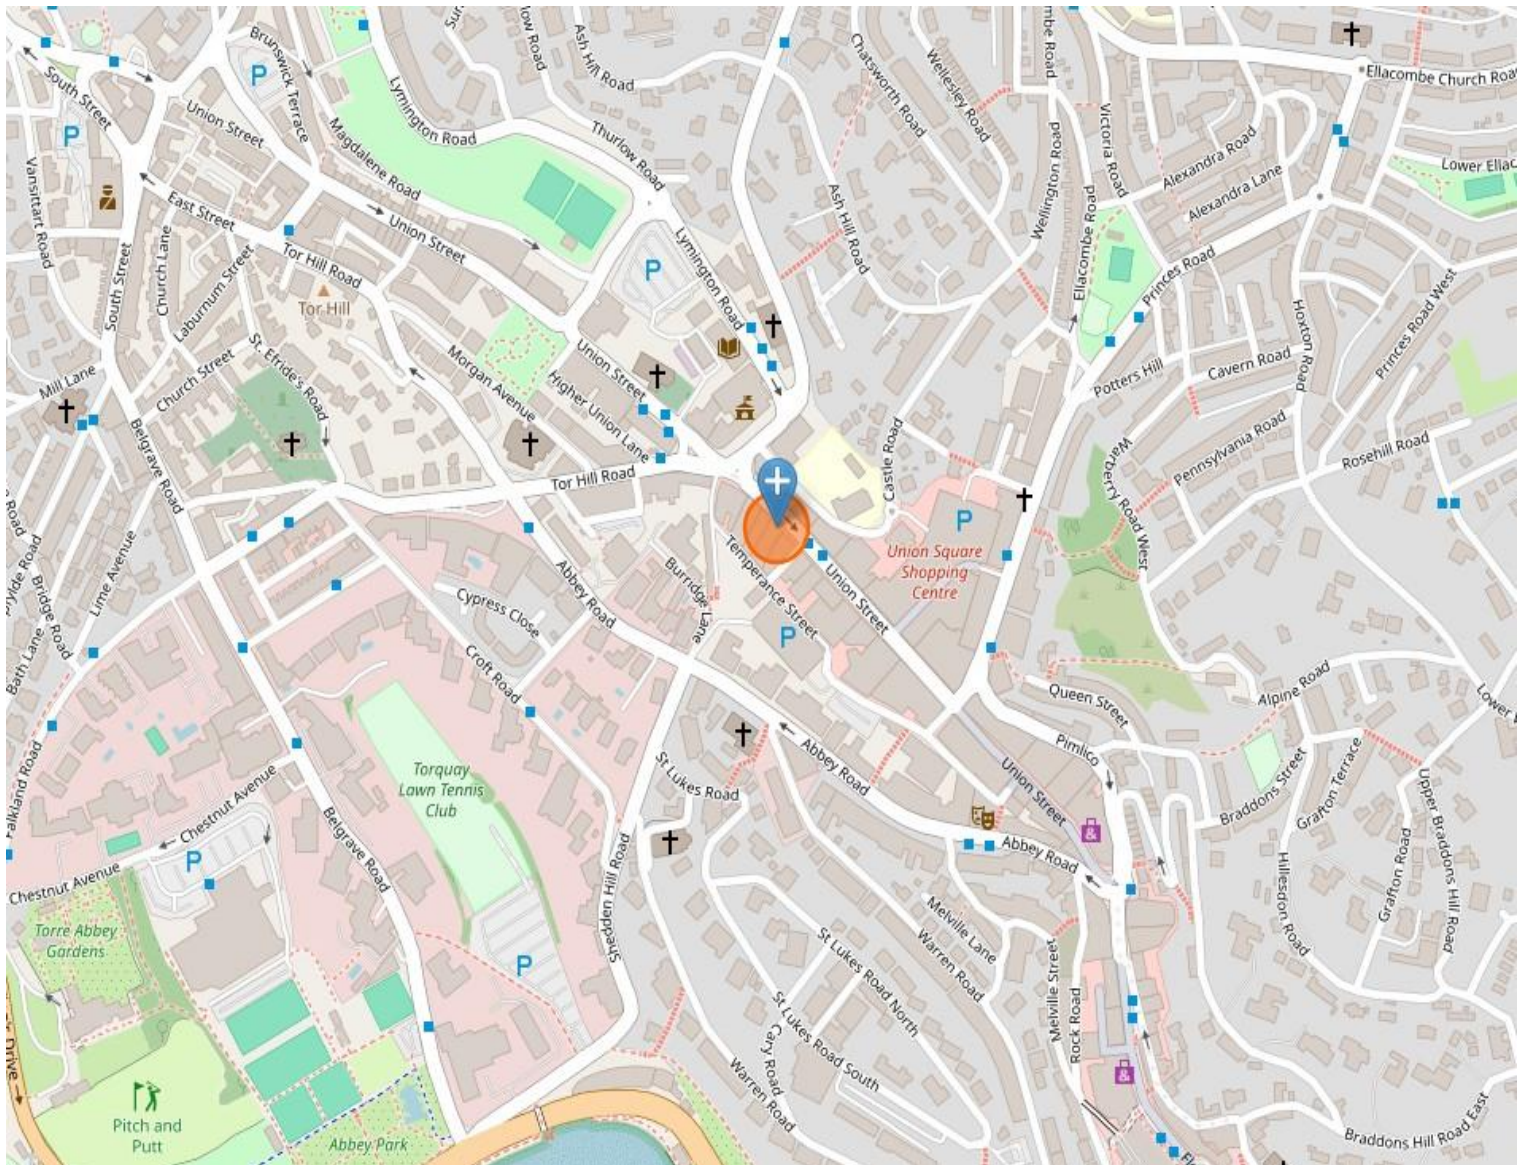 South Street
Brunswick
Terrace
Union
Street
Lymington Road
Ash Hill
Road
Chatsworth Road
Wellesley Road
Ellacombe Church Road
P
P
Thurlow Road
Magdalene Road
Victoria Road
Alexandra Road
Alexandra Lane
Wellington Road
Vansittart Road
East Street
Church Lane
Laburnum Street
South Street
Tor Hill Road
Union Street
Tor Hill
P
Lymington Road
Ash Hill Road
Ellacombe Road
Princes Road
Hoxton Road
Princes Road West
Mill Lane
Church Street
St. Efride's Road
Morgan Avenue
Union Street
Higher Union Lane
Potters Hill
Cavern Road
Pennsylvania Road
Rosehill Road
Belgrave Road
Tor Hill Road
Castle Road
Warberry Road West
P
Union Square
Shopping
Centre
Temperance Street
Union Street
P
Burridge Lane
Abbey Road
Cypress Close
Croft Road
Lime Avenue
Bridge Road
Bath Lane
Falkland Road
Queen Street
Alpine Road
Pimlico
Torquay
Lawn Tennis
Club
Abbey Road
St Lukes Road
Union Street
Abbey Road
Braddons Street
Grafton Terrace
Upper Braddons Hill Road
Hillesdon Road
Grafton Road
Chestnut Avenue
P
Chestnut Avenue
Belgrave Road
Shedden Hill Road
Torre Abbey
Gardens
P
Melville Lane
Warren Road
St Lukes Road North
St Lukes Road South
Cary Road
Warren Road
Melville Street
Rock Road
Pitch and
Putt
Abbey Park
Braddons Hill Road East